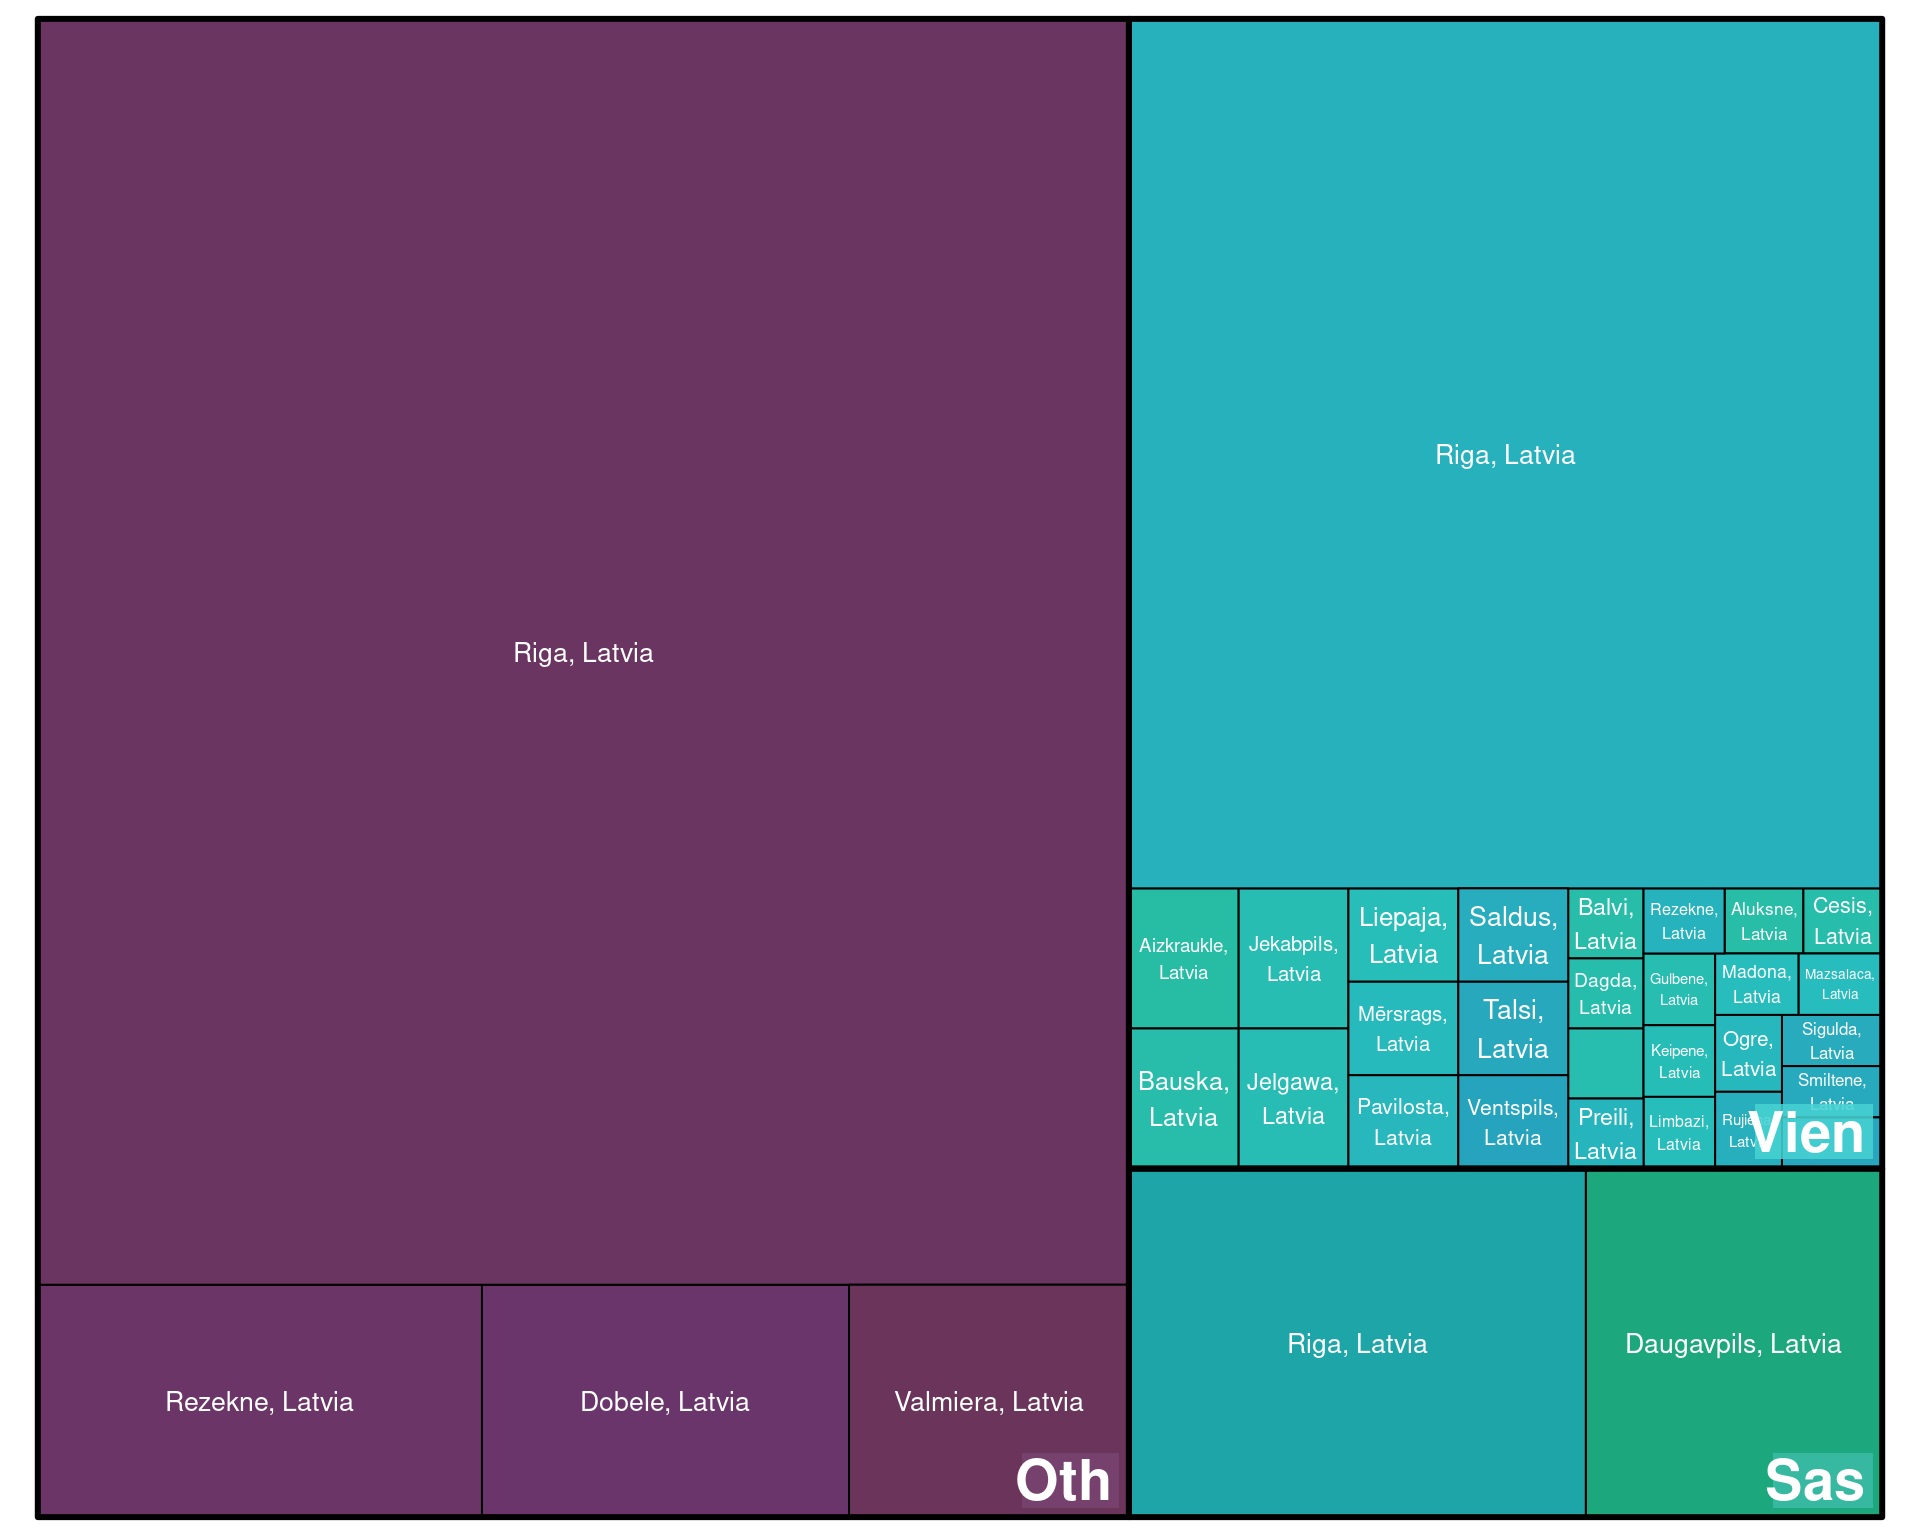 Riga, Latvia
Rezekne, Latvia
Dobele, Latvia
Valmiera, Latvia
Oth
Riga, Latvia
Aizkraukle,
Latvia
Bauska,
Latvia
Jekabpils,
Latvia
Jelgawa,
Latvia
Liepaja,
Latvia
Mērsrags,
Latvia
Pavilosta,
Latvia
Saldus,
Latvia
Talsi,
Latvia
Ventspils,
Latvia
Balvi,
Latvia
Dagda,
Latvia
Preili,
Latvia
Rezekne,
Latvia
Aluksne,
Latvia
Cesis,
Latvia
Gulbene,
Latvia
Keipene,
Latvia
Limbazi,
Latvia
Madona,
Latvia
Mazsalaca,
Latvia
Ogre,
Latvia
Sigulda,
Latvia
Smiltene,
Latvia
Vien
Riga, Latvia
Daugavpils, Latvia
Sas